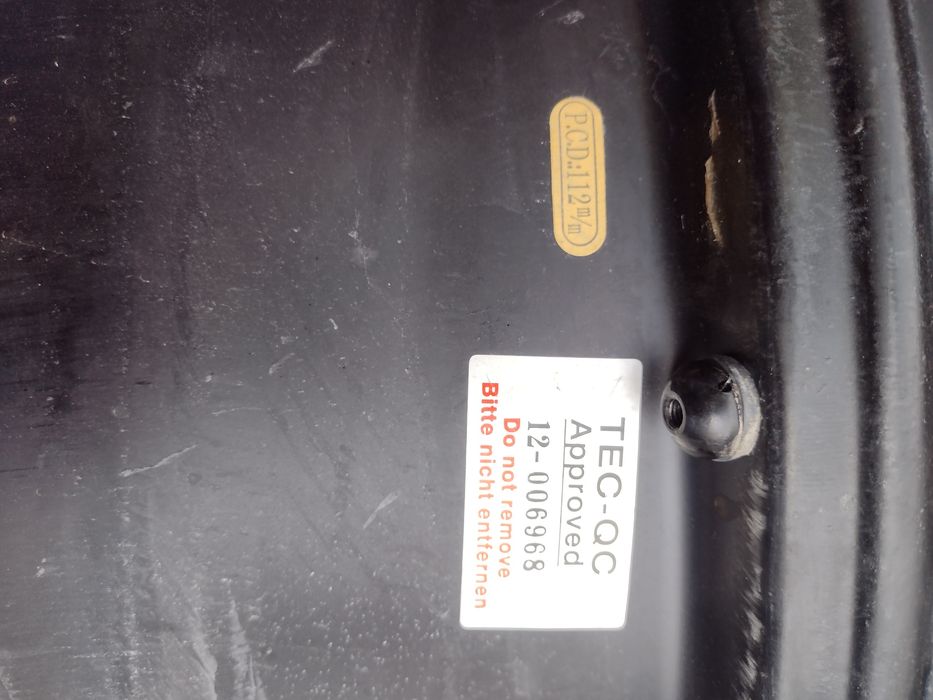 P.C.D.:112m/m
TEC-QC
Approved
12-006968
Do not remove
Bitte nicht entfernen